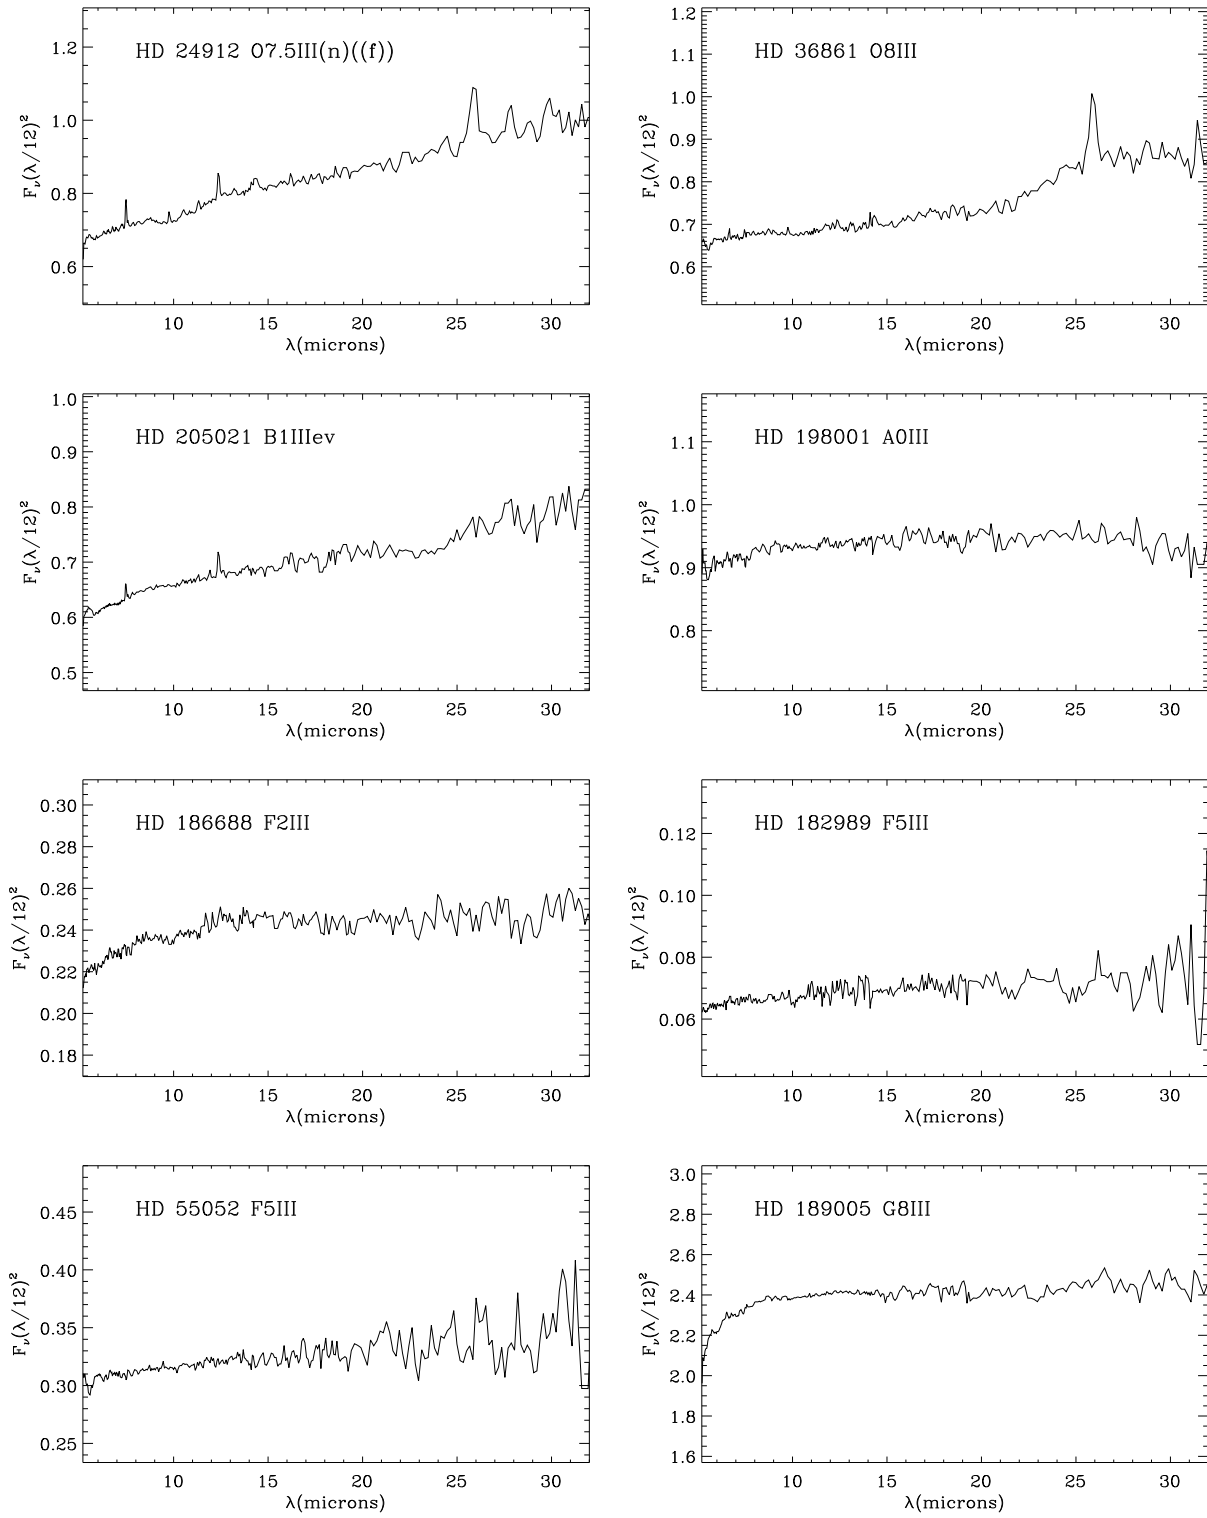 HD 24912 O7.5III(n)((f))
1.2
1.0
0.8
0.6
Fν(λ/12)²
10 15 20 25 30
λ(microns)
HD 36861 O8III
1.2
1.1
1.0
0.9
0.8
0.7
0.6
Fν(λ/12)²
10 15 20 25 30
λ(microns)
HD 205021 B1IIIev
1.0
0.9
0.8
0.7
0.6
0.5
Fν(λ/12)²
10 15 20 25 30
λ(microns)
HD 198001 A0III
1.1
1.0
0.9
0.8
Fν(λ/12)²
10 15 20 25 30
λ(microns)
HD 186688 F2III
0.30
0.28
0.26
0.24
0.22
0.20
0.18
Fν(λ/12)²
10 15 20 25 30
λ(microns)
HD 182989 F5III
0.12
0.10
0.08
0.06
Fν(λ/12)²
10 15 20 25 30
λ(microns)
HD 55052 F5III
0.45
0.40
0.35
0.30
0.25
Fν(λ/12)²
10 15 20 25 30
λ(microns)
HD 189005 G8III
3.0
2.8
2.6
2.4
2.2
2.0
1.8
1.6
Fν(λ/12)²
10 15 20 25 30
λ(microns)